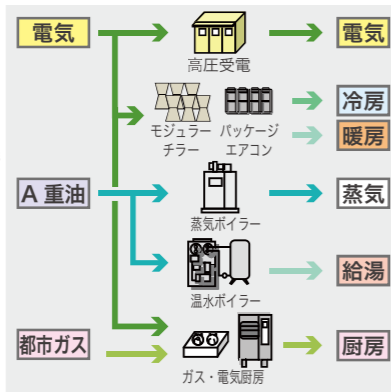 電気
高圧受電
電気
モジュラー
チラー
パッケージ
エアコン
冷房
暖房
A重油
蒸気ボイラー
蒸気
温水ボイラー
給湯
都市ガス
ガス・電気厨房
厨房